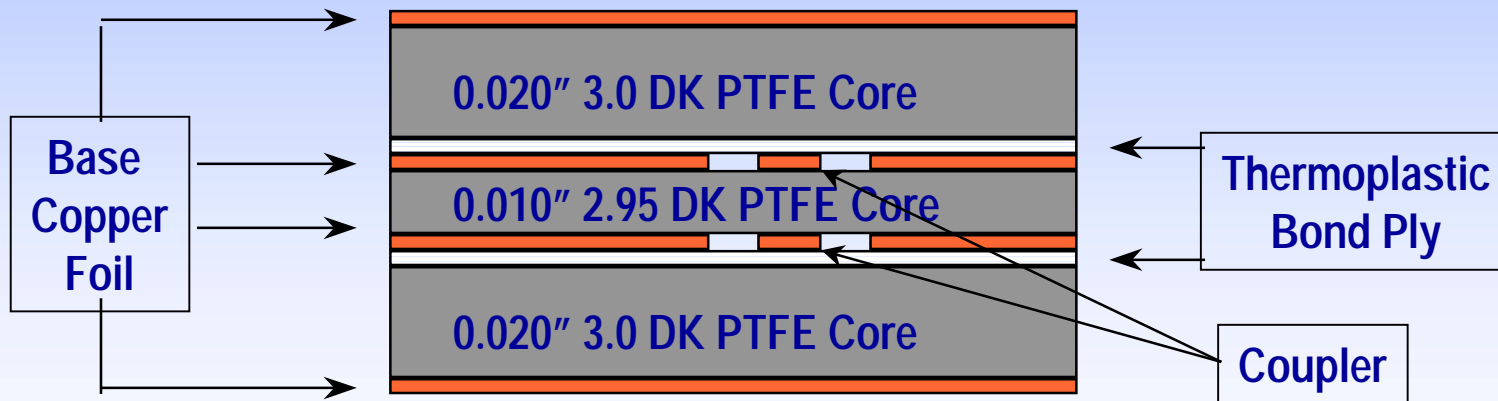 0.020” 3.0 DK PTFE Core
Base
Copper
Foil
Thermoplastic
Bond Ply
0.010” 2.95 DK PTFE Core
0.020” 3.0 DK PTFE Core
Coupler